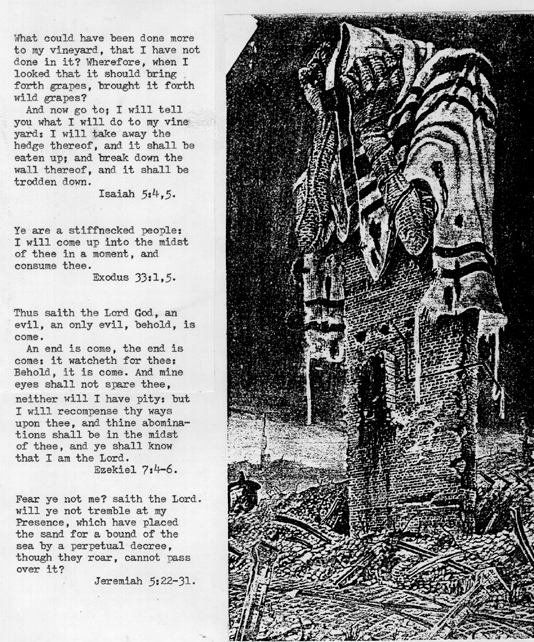 What could have been done more
to my vineyard, that I have not
done in it? Wherefore, when I
looked that it should bring
forth grapes, brought it forth
wild grapes?
And now go to; I will tell
you what I will do to my vine
yard: I will take away the
hedge thereof, and it shall be
eaten up; and break down the
wall thereof, and it shall be
trodden down.
Isaiah 5:4,5.
Ye are a stiffnecked people:
I will come up into the midst
of thee in a moment, and
consume thee.
Exodus 33:1,5.
Thus saith the Lord God, an
evil, an only evil, behold, is
come.
An end is come, the end is
come: it watcheth for thee:
Behold, it is come. And mine
eyes shall not spare thee,
neither will I have pity: but
I will recompense thy ways
upon thee, and thine abomina-
tions shall be in the midst
of thee, and ye shall know
that I am the Lord.
Ezekiel 7:4-6.
Fear ye not me? saith the Lord.
will ye not tremble at my
Presence, which have placed
the sand for a bound of the
sea by a perpetual decree,
though they roar, cannot pass
over it?
Jeremiah 5:22-31.